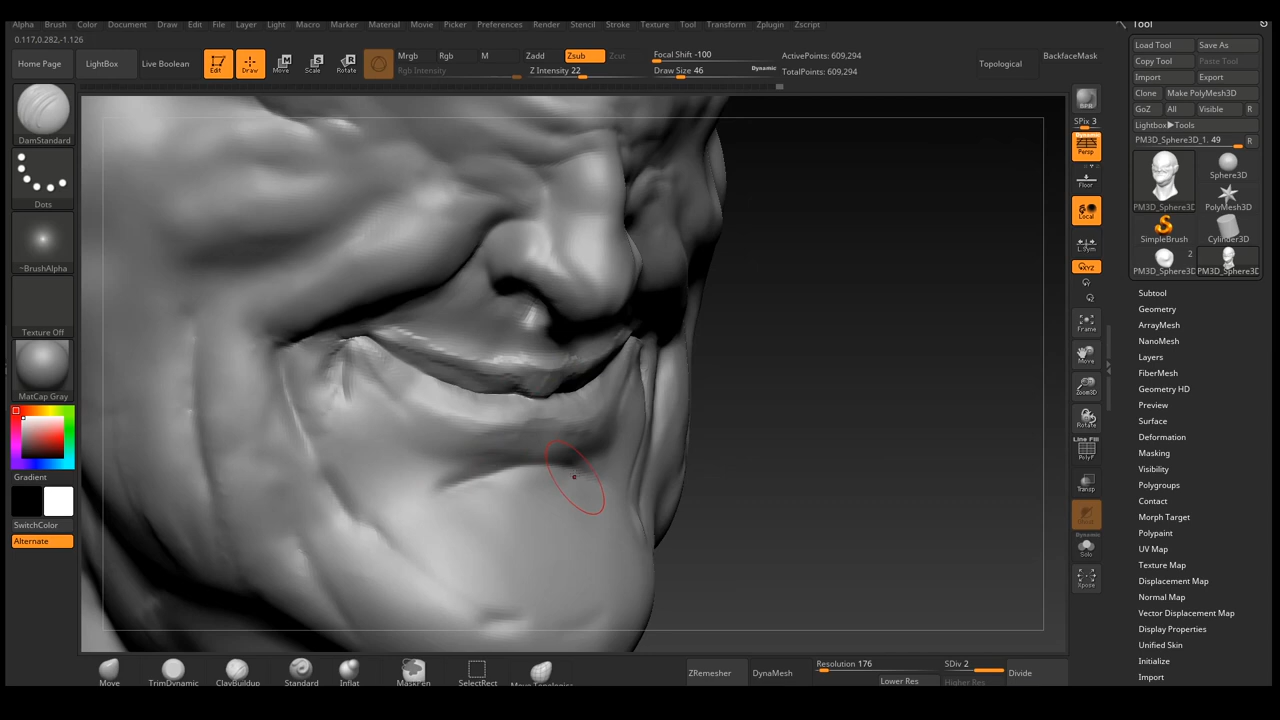 Alpha Brush Color Document Draw Edit File Layer Light Macro Marker Material Movie Picker Preferences Render Stencil Stroke Texture Tool Transform Zplugin Zscript
Tool
0.117,0.282,-1.126
Home Page LightBox Live Boolean Edit Draw Move Scale Rotate
Mrgb Rgb M Zadd Zsub Zcut Focal Shift -100 ActivePoints: 609,294
Rgb Intensity Z Intensity 22 Draw Size 46 Dynamic TotalPoints: 609,294
Topological BackfaceMask
Load Tool Save As
Copy Tool Paste Tool
Import Export
Clone Make PolyMesh3D
GoZ All Visible R
Lightbox▶Tools
PM3D_Sphere3D_1. 49 R
PM3D_Sphere3D Sphere3D
PolyMesh3D
SimpleBrush Cylinder3D
2
PM3D_Sphere3D PM3D_Sphere3D
Subtool
Geometry
ArrayMesh
NanoMesh
Layers
FiberMesh
Geometry HD
Preview
Surface
Deformation
Masking
Visibility
Polygroups
Contact
Morph Target
Polypaint
UV Map
Texture Map
Displacement Map
Normal Map
Vector Displacement Map
Display Properties
Unified Skin
Initialize
Import
DamStandard
Dots
~BrushAlpha
Texture Off
MatCap Gray
Gradient
SwitchColor
Alternate
BPR
SPix 3
Dynamic
Persp
Floor
Local
L.Sym
XYZ
Frame
Move
Zoom3D
Rotate
Line Fill
PolyF
Transp
Dynamic
Solo
Xpose
Move TrimDynamic ClayBuildup Standard Inflat MaskPen SelectRect Move Topologic
ZRemesher DynaMesh Resolution 176 SDiv 2 Divide
Lower Res Higher Res